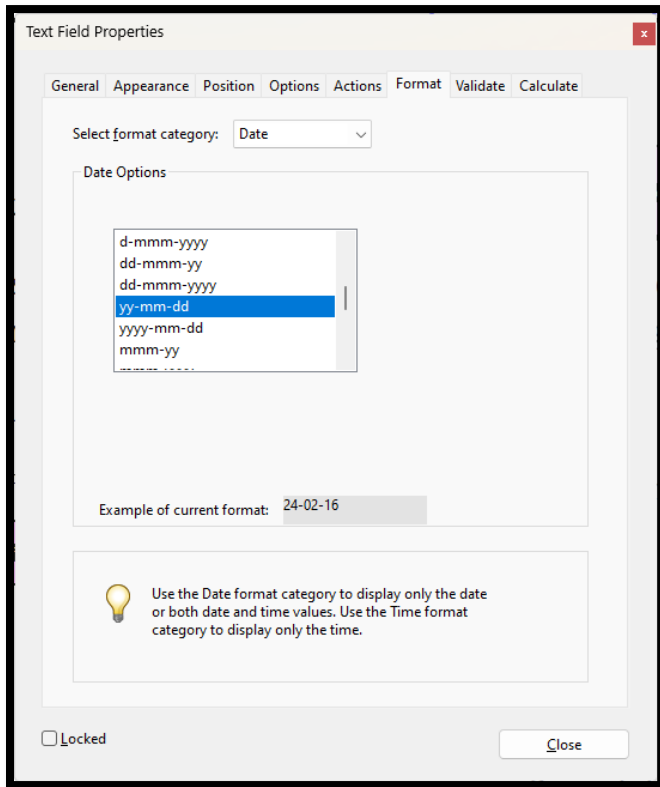 Text Field Properties
x
General Appearance Position Options Actions Format Validate Calculate
Select format category: Date
Date Options
d-mmm-yyyy
dd-mmm-yy
dd-mmm-yyyy
yy-mm-dd
yyyy-mm-dd
mmm-yy
Example of current format: 24-02-16
Use the Date format category to display only the date
or both date and time values. Use the Time format
category to display only the time.
Locked
Close